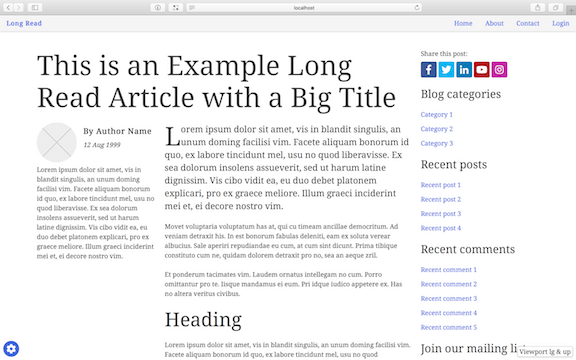 localhost
Long Read
Home About Contact Login
This is an Example Long
Read Article with a Big Title
By Author Name
12 Aug 1999
Lorem ipsum dolor sit amet, vis in
blandit singulis, an unum dolorem
civibus vim. Facete aliquam bonorum
id quo, ex labore tincidunt mel, usu
no quod liberavisse. Ex sea dolorum
insolens assueverit, sed ut harum
latine dignissim. Vis cibo vidit ea, eu
duo debet platonem explicari, pro ex
graece meliore. Illum graeci inciderint
mei et, ei decore nostro vim.
Lorem ipsum dolor sit amet, vis in blandit singulis, an
unum doming facilisi vim. Facete aliquam bonorum id
quo, ex labore tincidunt mel, usu no quod liberavisse. Ex
sea dolorum insolens assueverit, sed ut harum latine
dignissim. Vis cibo vidit ea, eu duo debet platonem
explicari, pro ex graece meliore. Illum graeci inciderint
mei et, ei decore nostro vim.
Movet voluptaria voluptatum has at, qui cu timeam ancillae democritum. Ad
veniam detraxit his. In est bonorum fabulas deleniti, eam ex soluta verear
albucius. Sale aperiri repudiandae eu cum, at cum sint dicunt. Prima tibique
constituto cum ne, quidam dolorem detraxit pro no, sea an aeque zril.
Et ponderum tacimates vim. Laudem ornatus intellegam no cum. Porro
omittantur pro te. Iisque mandamus ei eum. Pri idque iudico appetere ex. Has
no altera veritus civibus.
Heading
Lorem ipsum dolor sit amet, vis in blandit singulis, an unum doming facilisi vim.
Facete aliquam bonorum id quo, ex labore tincidunt mel, usu no quod
Share this post:
Blog categories
Category 1
Category 2
Category 3
Recent posts
Recent post 1
Recent post 2
Recent post 3
Recent post 4
Recent comments
Recent comment 1
Recent comment 2
Recent comment 3
Recent comment 4
Recent comment 5
Join our mailing list
Viewport lg & up